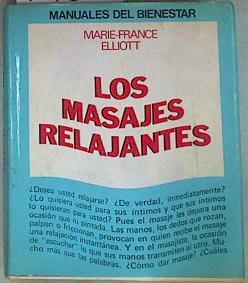 MANUALES DEL BIENESTAR
MARIE-FRANCE
ELLIOTT
LOS
MASAJES
RELAJANTES
¿Desea usted relajarse? ¿De verdad, inmediatamente?
¿Lo quisiera usted para sus íntimos y que sus íntimos
lo quisieran para usted? Pues el masaje les depara una
ocasión que ni pintada. Las manos, los dedos que rozan,
palpan o friccionan, provocan en quien recibe el masaje
una relajación instantánea. Y en el masajista, la ocasión
de "escuchar" lo que sus manos transmiten al otro. Mu-
cho más que las palabras. ¿Cómo dar masaje? ¿Cuáles